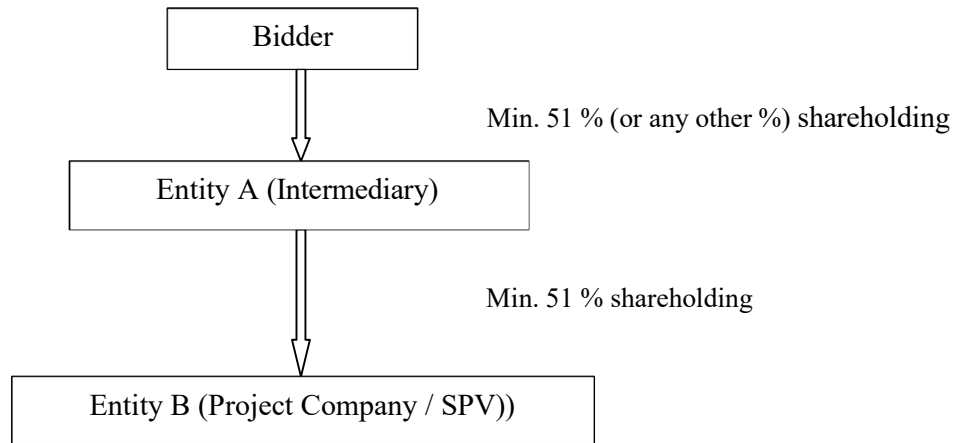 Bidder
Min. 51 % (or any other %) shareholding
Entity A (Intermediary)
Min. 51 % shareholding
Entity B (Project Company / SPV))